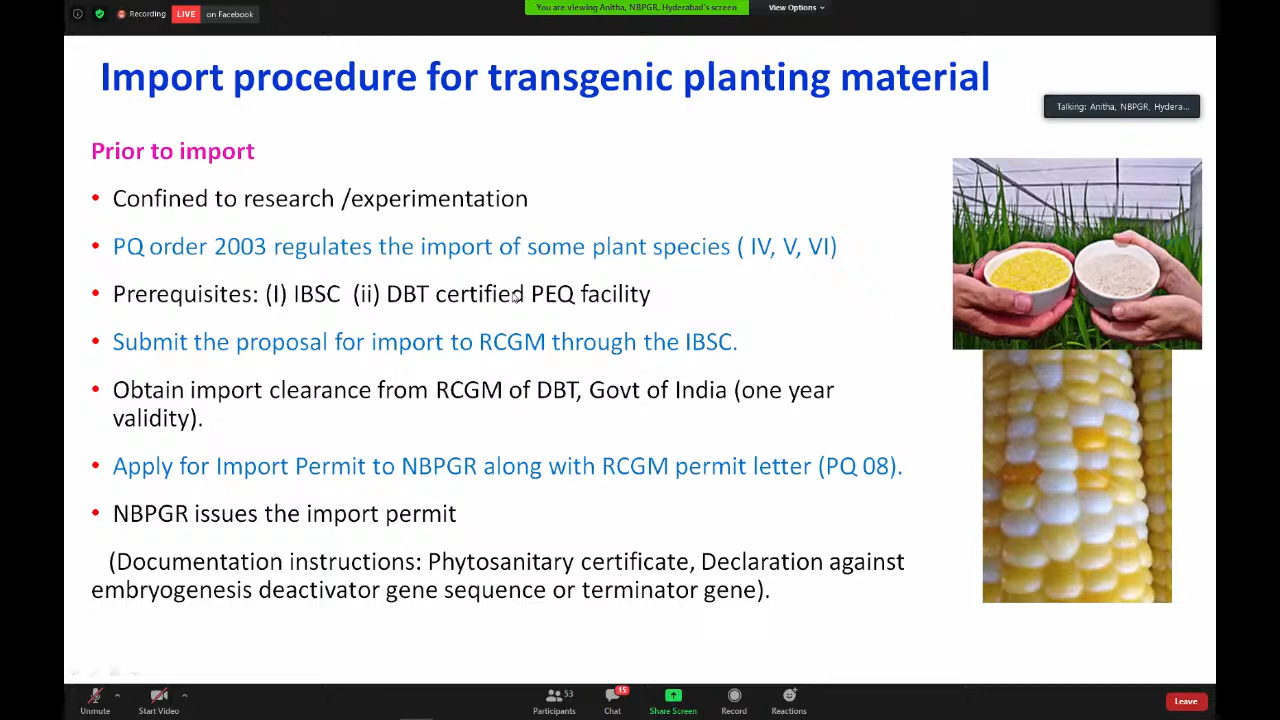 Recording
LIVE on Facebook
You are viewing Anitha, NBPGR, Hyderabad's screen
View Options
Import procedure for transgenic planting material
Talking: Anitha, NBPGR, Hydera...
Prior to import
• Confined to research /experimentation
• PQ order 2003 regulates the import of some plant species ( IV, V, VI)
• Prerequisites: (I) IBSC (ii) DBT certified PEQ facility
• Submit the proposal for import to RCGM through the IBSC.
• Obtain import clearance from RCGM of DBT, Govt of India (one year
validity).
• Apply for Import Permit to NBPGR along with RCGM permit letter (PQ 08).
• NBPGR issues the import permit
(Documentation instructions: Phytosanitary certificate, Declaration against
embryogenesis deactivator gene sequence or terminator gene).
53
15
Unmute
Start Video
Participants
Chat
Share Screen
Record
Reactions
Leave